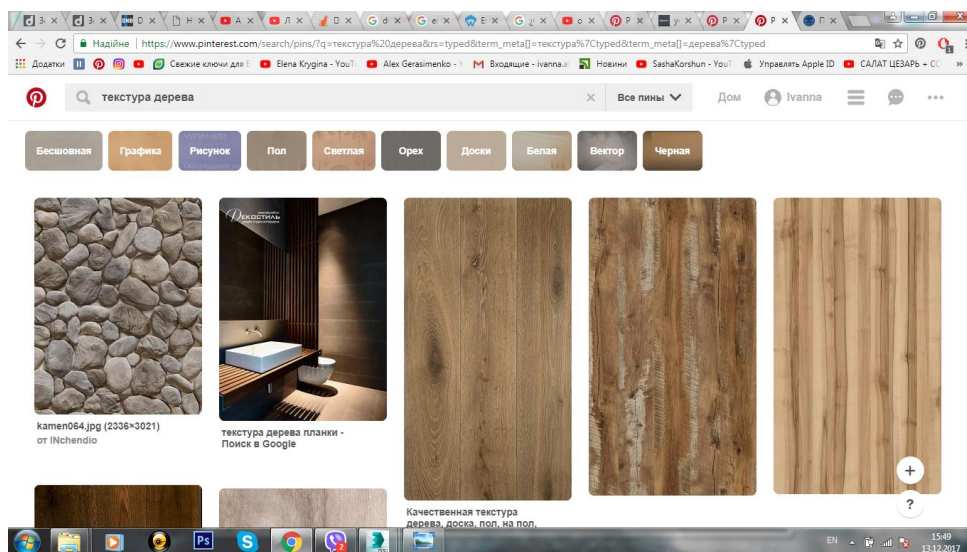 Надійне
https://www.pinterest.com/search/pins/?q=текстура%20дерева&rs=typed&term_meta[]=текстура%7Ctyped&term_meta[]=дерева%7Ctyped
Додатки
Свежие ключи для
Elena Krygina - YouT
Alex Gerasimenko -
Входящие - ivanna.a
Новини
SashaKorshun - YouT
Управлять Apple ID
САЛАТ ЦЕЗАРЬ + СО
»
текстура дерева
Все пины
Дом
Ivanna
Бесшовная
Графика
Рисунок
Пол
Светлая
Орех
Доски
Белая
Вектор
Черная
ДЕКОСТИЛЬ
kamen064.jpg (2336×3021)
от INchendio
текстура дерева планки -
Поиск в Google
Качественная текстура
дерева, доска, пол, на пол,
+
?
Ps
S
2
EN
15:49
13.12.2017